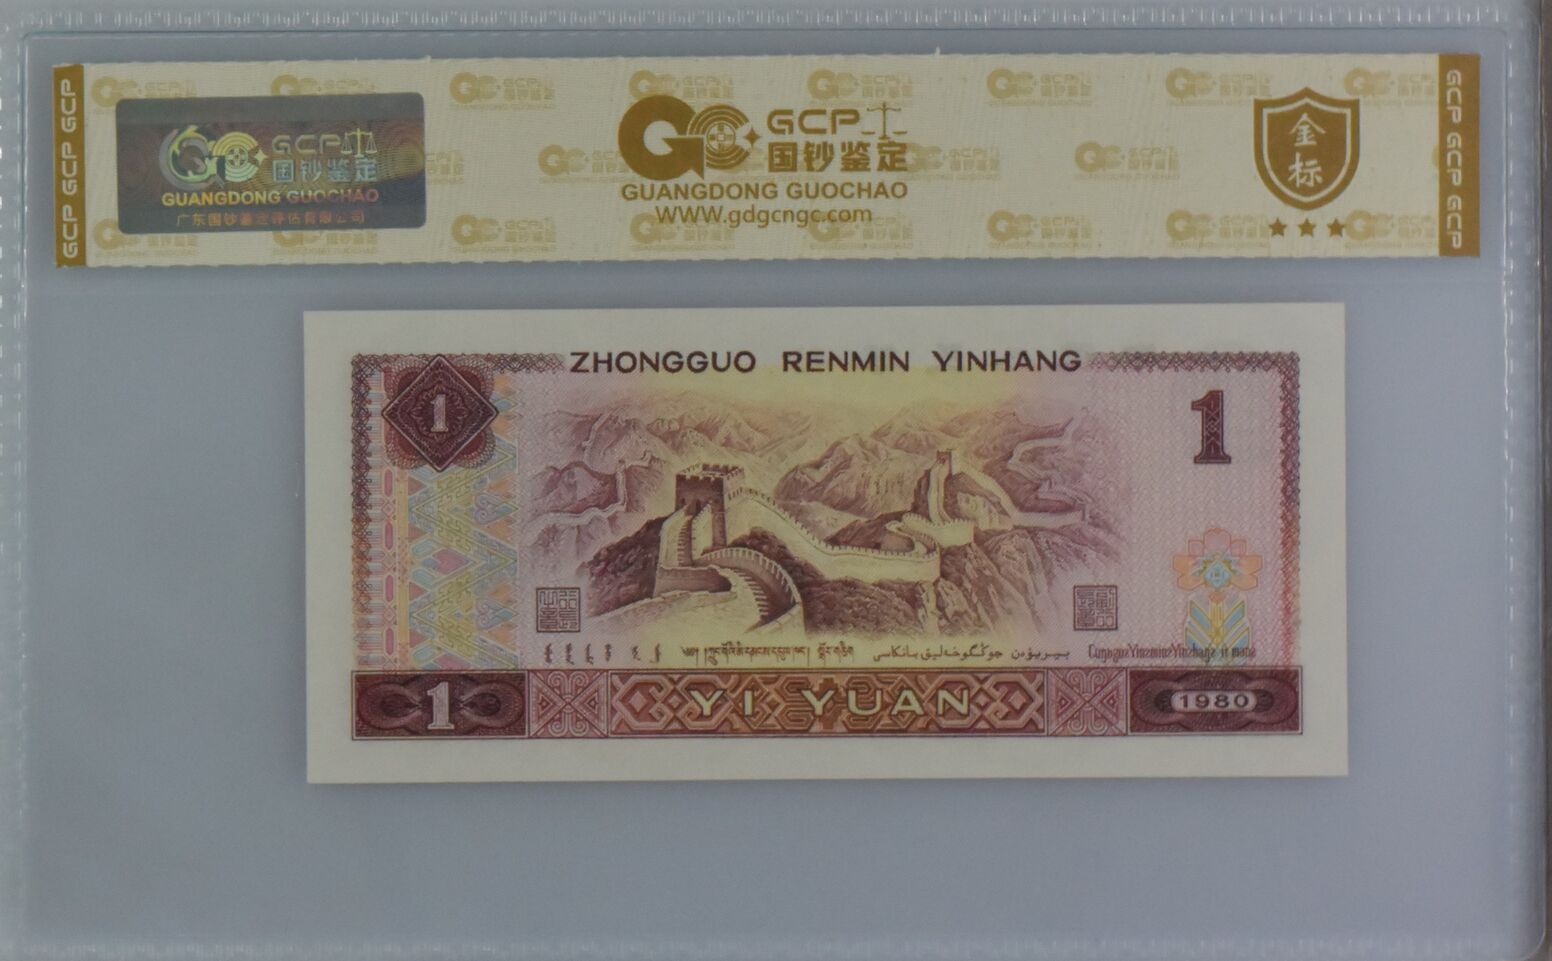 GCP GCP GCP
GCP
国钞鉴定
GUANGDONG GUOCHAO
广东国钞鉴定评估有限公司
GCP
国钞鉴定
GUANGDONG GUOCHAO
WWW.gdgcngc.com
金
标
GCP GCP GCP
ZHONGGUO RENMIN YINHANG
1
1
YI YUAN
1
1980